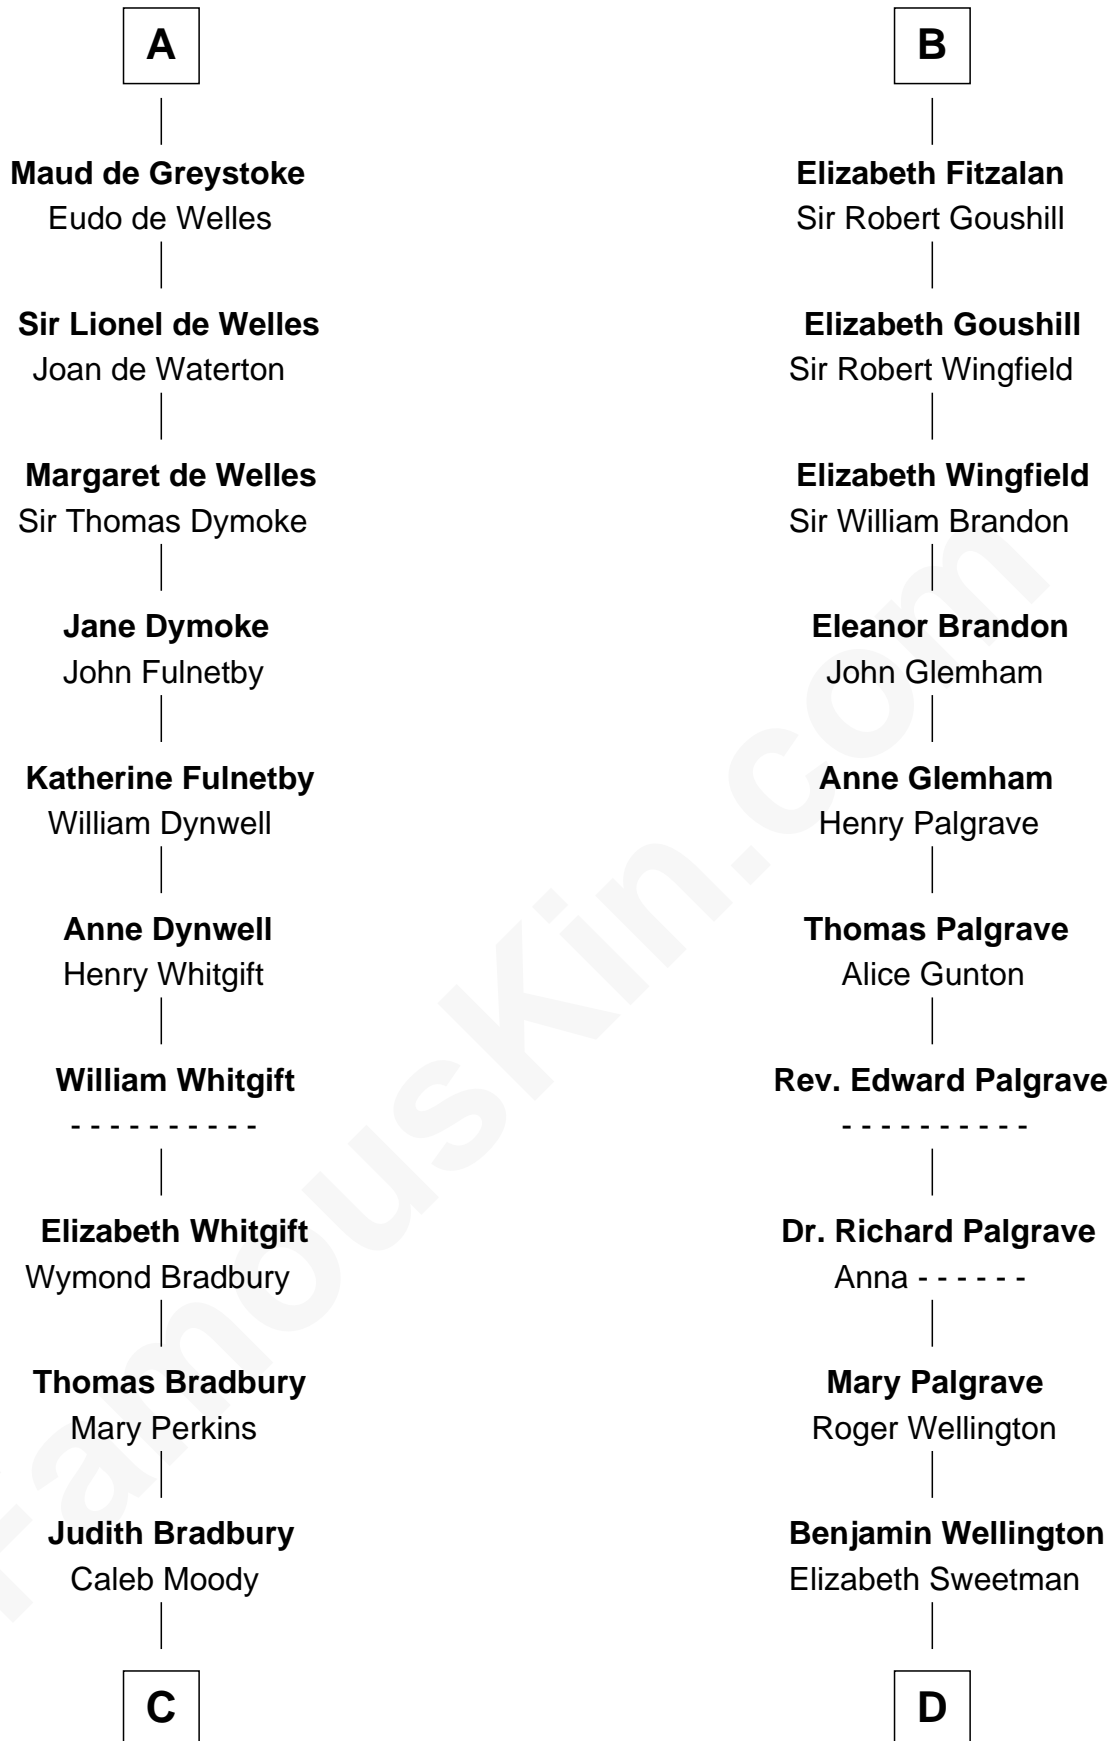 A
Maud de Greystoke
Eudo de Welles
Sir Lionel de Welles
Joan de Waterton
Margaret de Welles
Sir Thomas Dymoke
Jane Dymoke
John Fulnetby
Katherine Fulnetby
William Dynwell
Anne Dynwell
Henry Whitgift
William Whitgift
- - - - - - - - - -
Elizabeth Whitgift
Wymond Bradbury
Thomas Bradbury
Mary Perkins
Judith Bradbury
Caleb Moody
C
B
Elizabeth Fitzalan
Sir Robert Goushill
Elizabeth Goushill
Sir Robert Wingfield
Elizabeth Wingfield
Sir William Brandon
Eleanor Brandon
John Glemham
Anne Glemham
Henry Palgrave
Thomas Palgrave
Alice Gunton
Rev. Edward Palgrave
- - - - - - - - - -
Dr. Richard Palgrave
Anna - - - - - -
Mary Palgrave
Roger Wellington
Benjamin Wellington
Elizabeth Sweetman
D
FamousKin.com